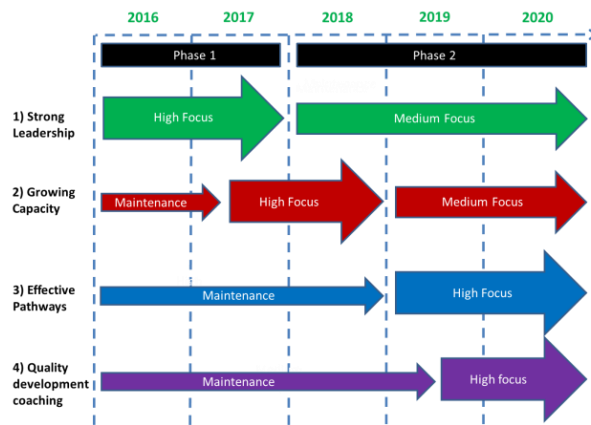 2016 2017 2018 2019 2020
Phase 1 Phase 2
1) Strong
Leadership
High Focus Medium Focus
2) Growing
Capacity
Maintenance High Focus Medium Focus
3) Effective
Pathways
Maintenance High Focus
4) Quality
development
coaching
Maintenance High focus